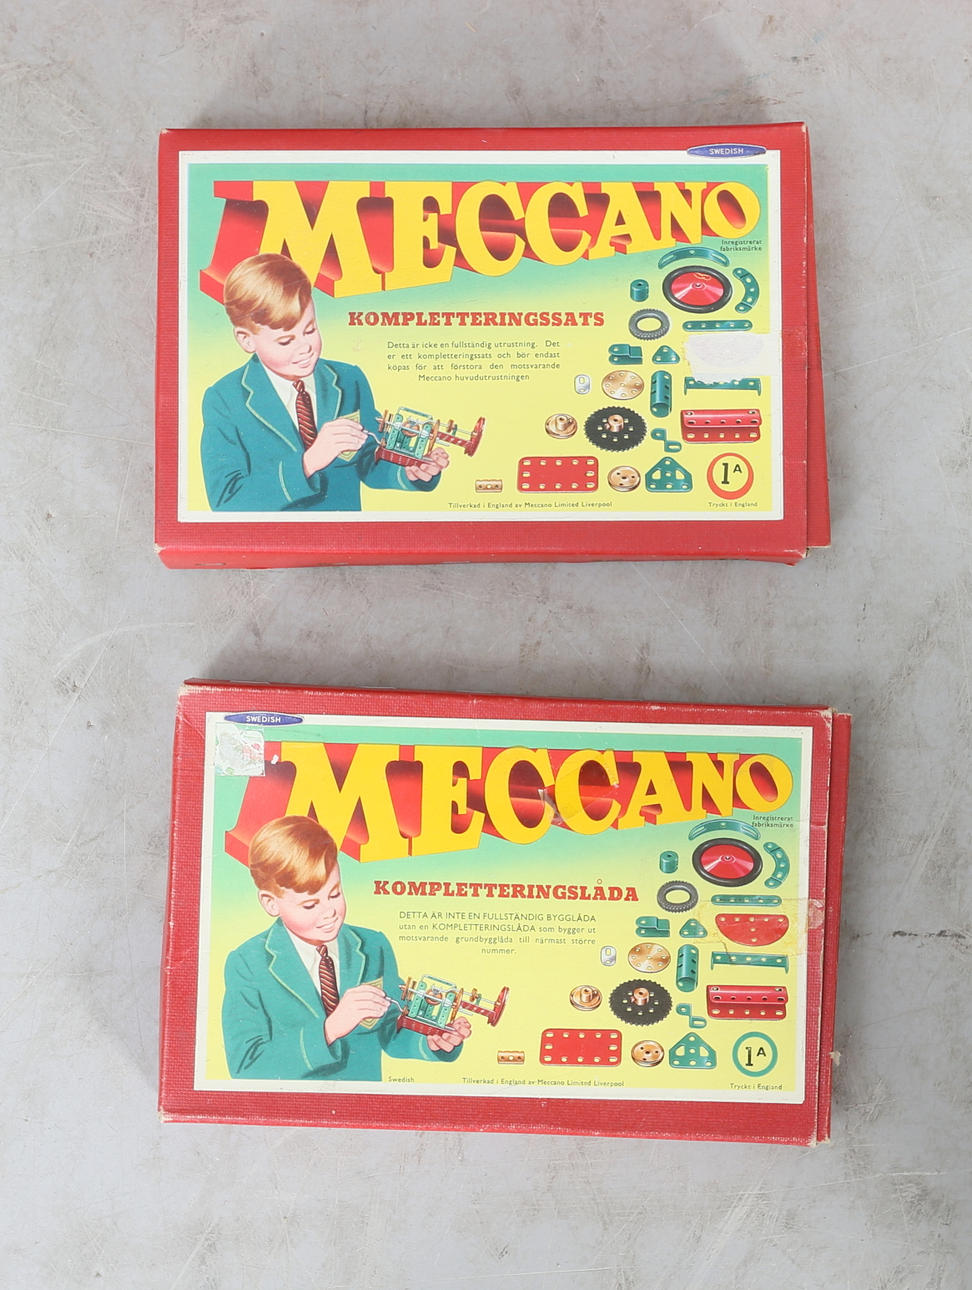 SWEDISH
MECCANO
Inregistrerat
fabriksmärke
KOMPLETTERINGSSATS
Detta är icke en fullständig utrustning. Det
er ett kompletteringssats och bör endast
köpas för att förstora den motsvarande
Meccano huvudutrustningen
1A
Tillverkad i England av Meccano Limited Liverpool
Tryckt i England
SWEDISH
MECCANO
Inregistrerat
fabriksmärke
KOMPLETTERINGSLÅDA
DETTA ÄR INTE EN FULLSTÄNDIG BYGGLÅDA
utan en KOMPLETTERINGSLÅDA som bygger ut
motsvarande grundbygglåda till närmast större
nummer.
1A
Swedish
Tillverkad i England av Meccano Limited Liverpool
Tryckt i England